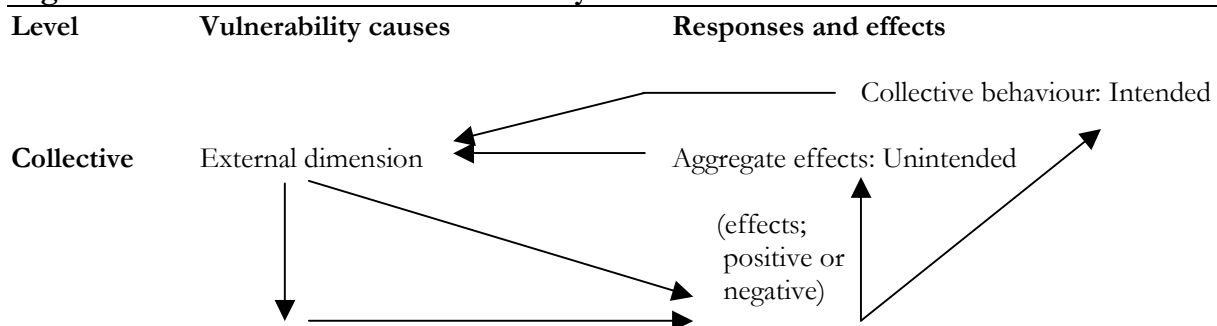 Level Vulnerability causes Responses and effects
Collective behaviour: Intended
Collective External dimension Aggregate effects: Unintended
(effects;
positive or
negative)